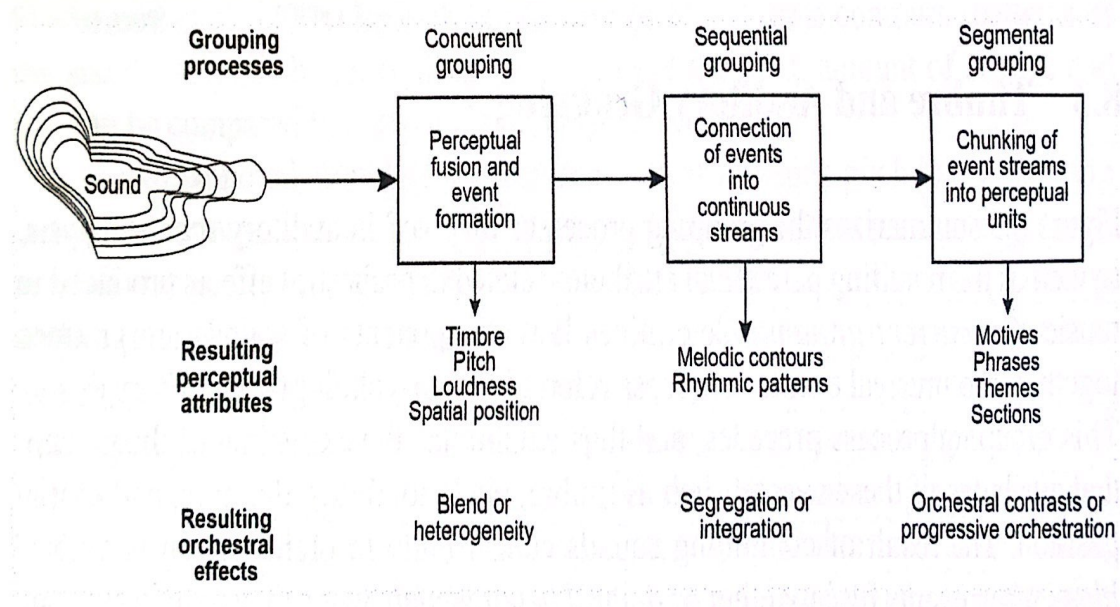 Grouping
processes
Concurrent
grouping
Sequential
grouping
Segmental
grouping
Sound
Perceptual
fusion and
event
formation
Connection
of events
into
continuous
streams
Chunking of
event streams
into perceptual
units
Resulting
perceptual
attributes
Timbre
Pitch
Loudness
Spatial position
Melodic contours
Rhythmic patterns
Motives
Phrases
Themes
Sections
Resulting
orchestral
effects
Blend or
heterogeneity
Segregation or
integration
Orchestral contrasts or
progressive orchestration